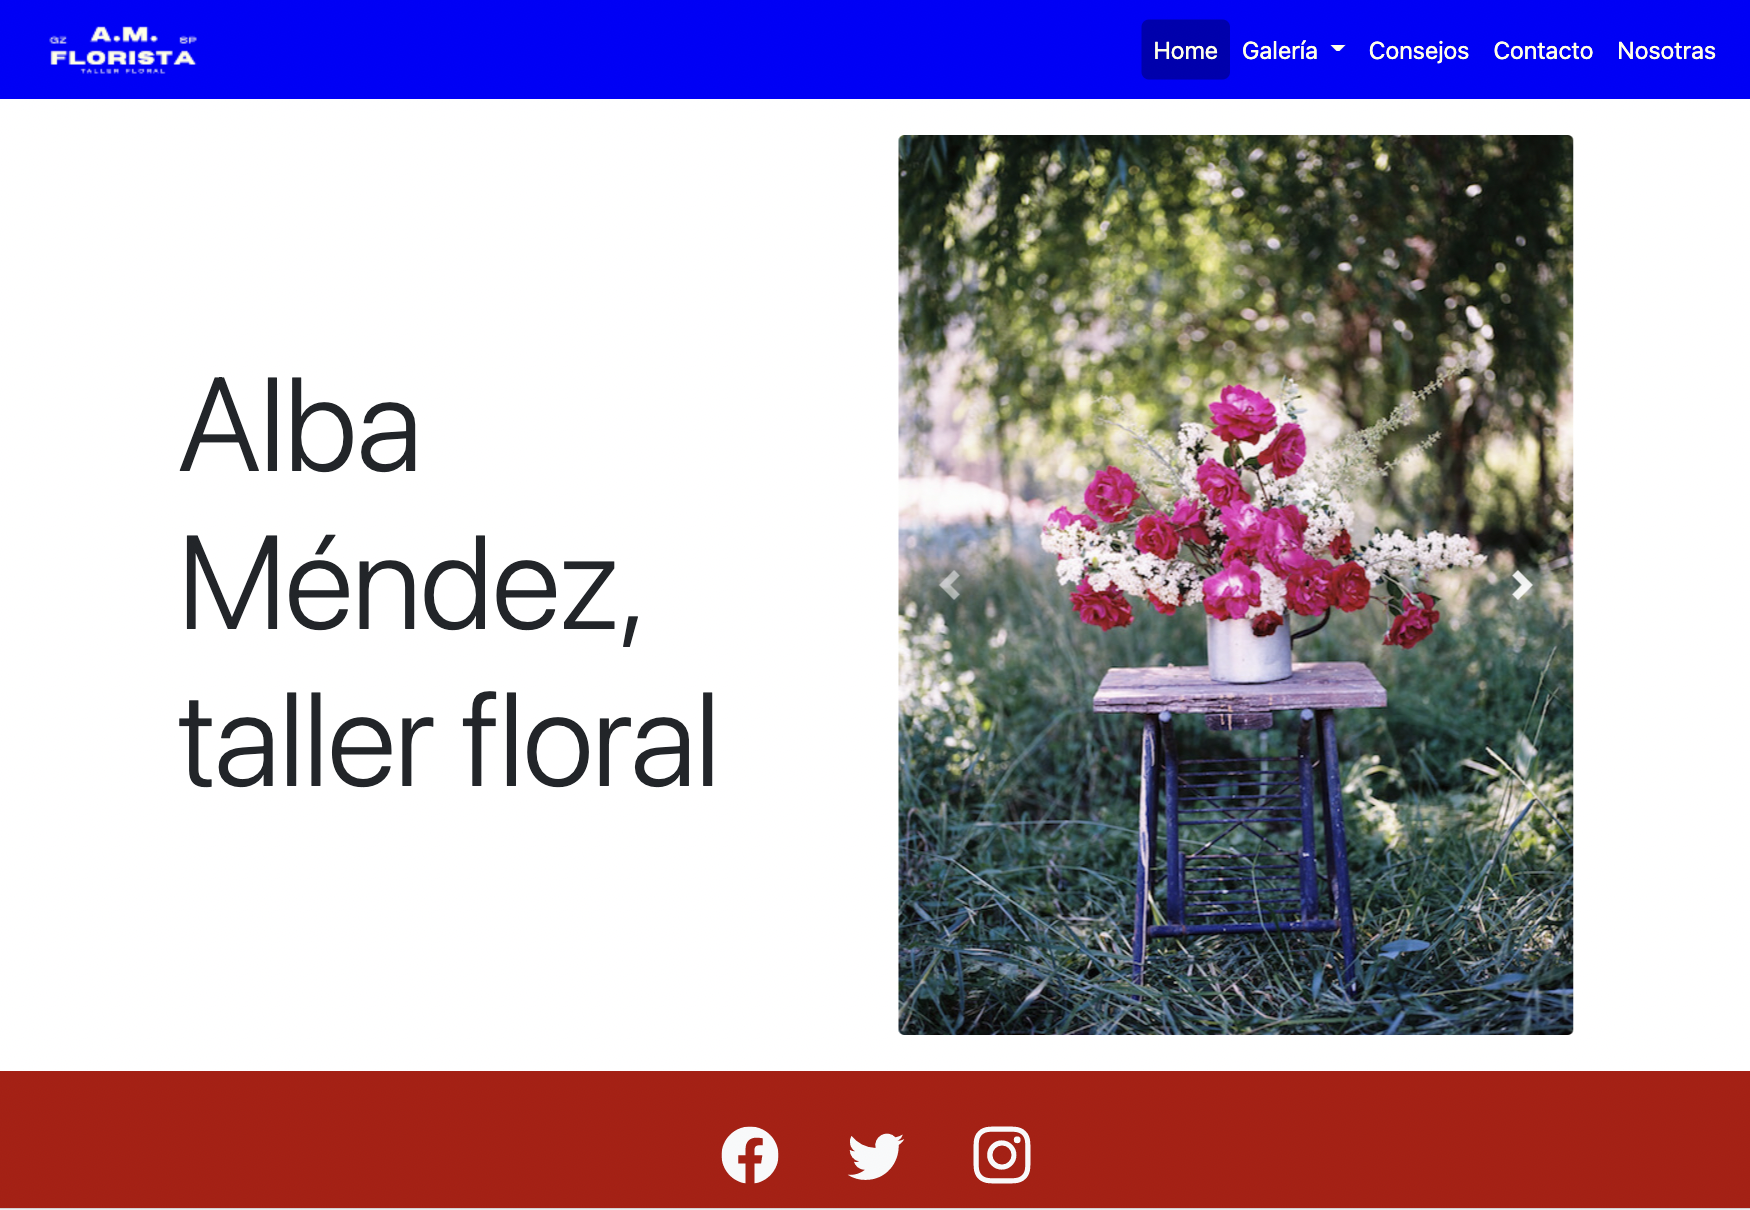 GZ A.M. SP
FLORISTA
TALLER FLORAL
Home Galería Consejos Contacto Nosotras
Alba
Méndez,
taller floral